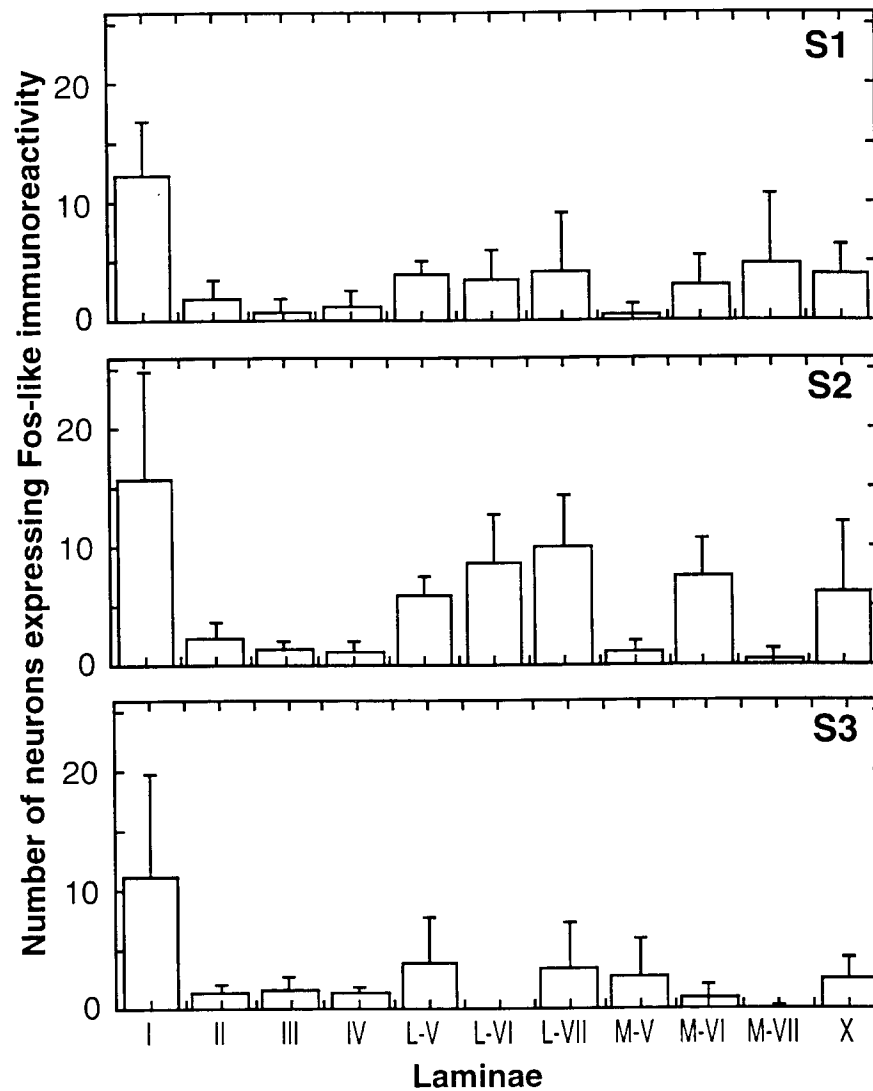 Number of neurons expressing Fos-like immunoreactivity
S1
20
10
0
S2
20
10
0
S3
20
10
0
I II III IV L-V L-VI L-VII M-V M-VI M-VII X
Laminae